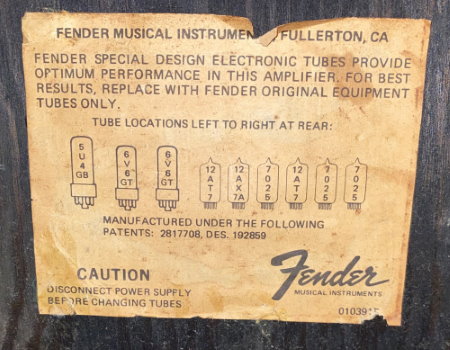 FENDER MUSICAL INSTRUMEN /FULLERTON, CA
FENDER SPECIAL DESIGN ELECTRONIC TUBES PROVIDE
OPTIMUM PERFORMANCE IN THIS AMPLIFIER. FOR BEST
RESULTS, REPLACE WITH FENDER ORIGINAL EQUIPMENT
TUBES ONLY.
TUBE LOCATIONS LEFT TO RIGHT AT REAR:
5U4GB 6V6GT 6V6GT 12AT7 12AX7A 7025 12AT7 7025 7025
MANUFACTURED UNDER THE FOLLOWING
PATENTS: 2817708, DES. 192859
CAUTION
DISCONNECT POWER SUPPLY
BEFORE CHANGING TUBES
Fender
MUSICAL INSTRUMENTS